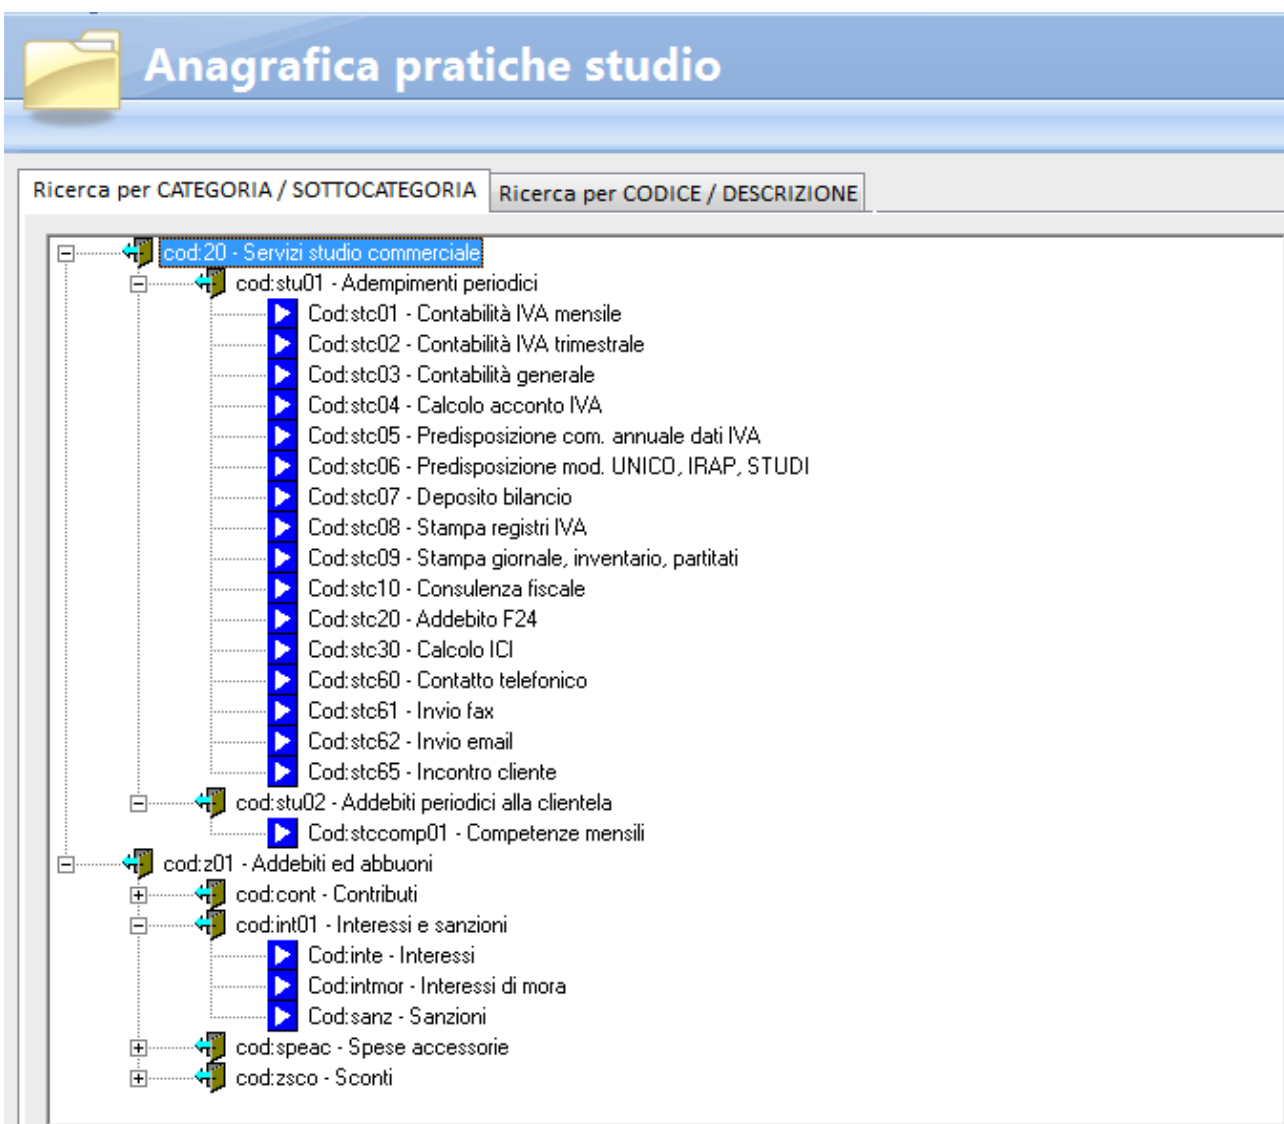 Anagrafica pratiche studio
Ricerca per CATEGORIA / SOTTOCATEGORIA
Ricerca per CODICE / DESCRIZIONE
cod:20 - Servizi studio commerciale
cod:stu01 - Adempimenti periodici
Cod:stc01 - Contabilità IVA mensile
Cod:stc02 - Contabilità IVA trimestrale
Cod:stc03 - Contabilità generale
Cod:stc04 - Calcolo acconto IVA
Cod:stc05 - Predisposizione com. annuale dati IVA
Cod:stc06 - Predisposizione mod. UNICO, IRAP, STUDI
Cod:stc07 - Deposito bilancio
Cod:stc08 - Stampa registri IVA
Cod:stc09 - Stampa giornale, inventario, partitati
Cod:stc10 - Consulenza fiscale
Cod:stc20 - Addebito F24
Cod:stc30 - Calcolo ICI
Cod:stc60 - Contatto telefonico
Cod:stc61 - Invio fax
Cod:stc62 - Invio email
Cod:stc65 - Incontro cliente
cod:stu02 - Addebiti periodici alla clientela
Cod:stccomp01 - Competenze mensili
cod:z01 - Addebiti ed abbuoni
cod:cont - Contributi
cod:int01 - Interessi e sanzioni
Cod:inte - Interessi
Cod:intmor - Interessi di mora
Cod:sanz - Sanzioni
cod:speac - Spese accessorie
cod:zsco - Sconti